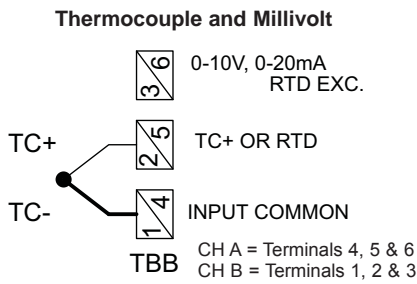 Thermocouple and Millivolt
3 6
0-10V, 0-20mA
RTD EXC.
TC+
2 5
TC+ OR RTD
TC-
1 4
INPUT COMMON
TBB
CH A = Terminals 4, 5 & 6
CH B = Terminals 1, 2 & 3